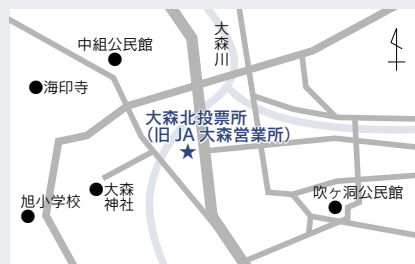 大森川
中組公民館
海印寺
大森北投票所
（旧 JA 大森営業所）
★
大森
神社
旭小学校
吹ヶ洞公民館